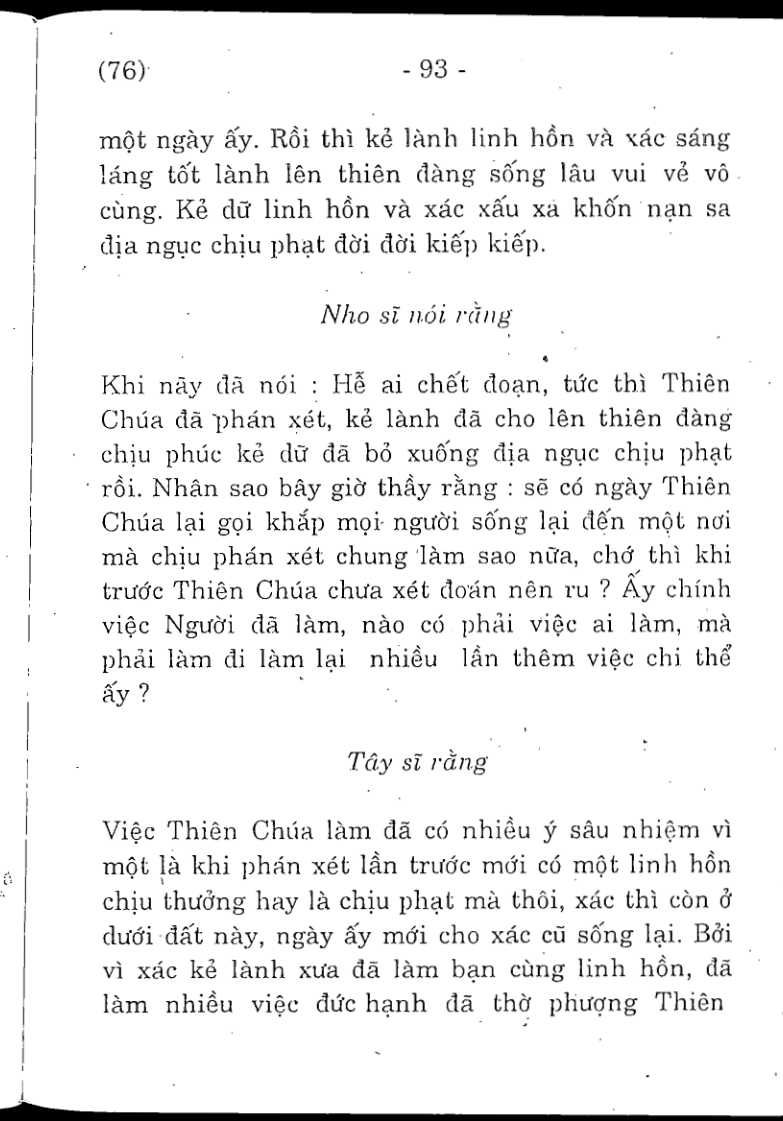 (76) - 93 -
một ngày ấy. Rồi thì kẻ lành linh hồn và xác sáng
láng tốt lành lên thiên đàng sống lâu vui vẻ vô
cùng. Kẻ dữ linh hồn và xác xấu xa khốn nạn sa
địa ngục chịu phạt đời đời kiếp kiếp.
Nho sĩ nói rằng
Khi nãy đã nói : Hễ ai chết đoạn, tức thì Thiên
Chúa đã phán xét, kẻ lành đã cho lên thiên đàng
chịu phúc kẻ dữ đã bỏ xuống địa ngục chịu phạt
rồi. Nhân sao bây giờ thầy rằng : sẽ có ngày Thiên
Chúa lại gọi khắp mọi người sống lại đến một nơi
mà chịu phán xét chung làm sao nữa, chớ thì khi
trước Thiên Chúa chưa xét đoán nên ru ? Ấy chính
việc Người đã làm, nào có phải việc ai làm, mà
phải làm đi làm lại nhiều lần thêm việc chi thể
ấy ?
Tây sĩ rằng
Việc Thiên Chúa làm đã có nhiều ý sâu nhiệm vì
một là khi phán xét lần trước mới có một linh hồn
chịu thưởng hay là chịu phạt mà thôi, xác thì còn ở
dưới đất này, ngày ấy mới cho xác cũ sống lại. Bởi
vì xác kẻ lành xưa đã làm bạn cùng linh hồn, đã
làm nhiều việc đức hạnh đã thờ phượng Thiên